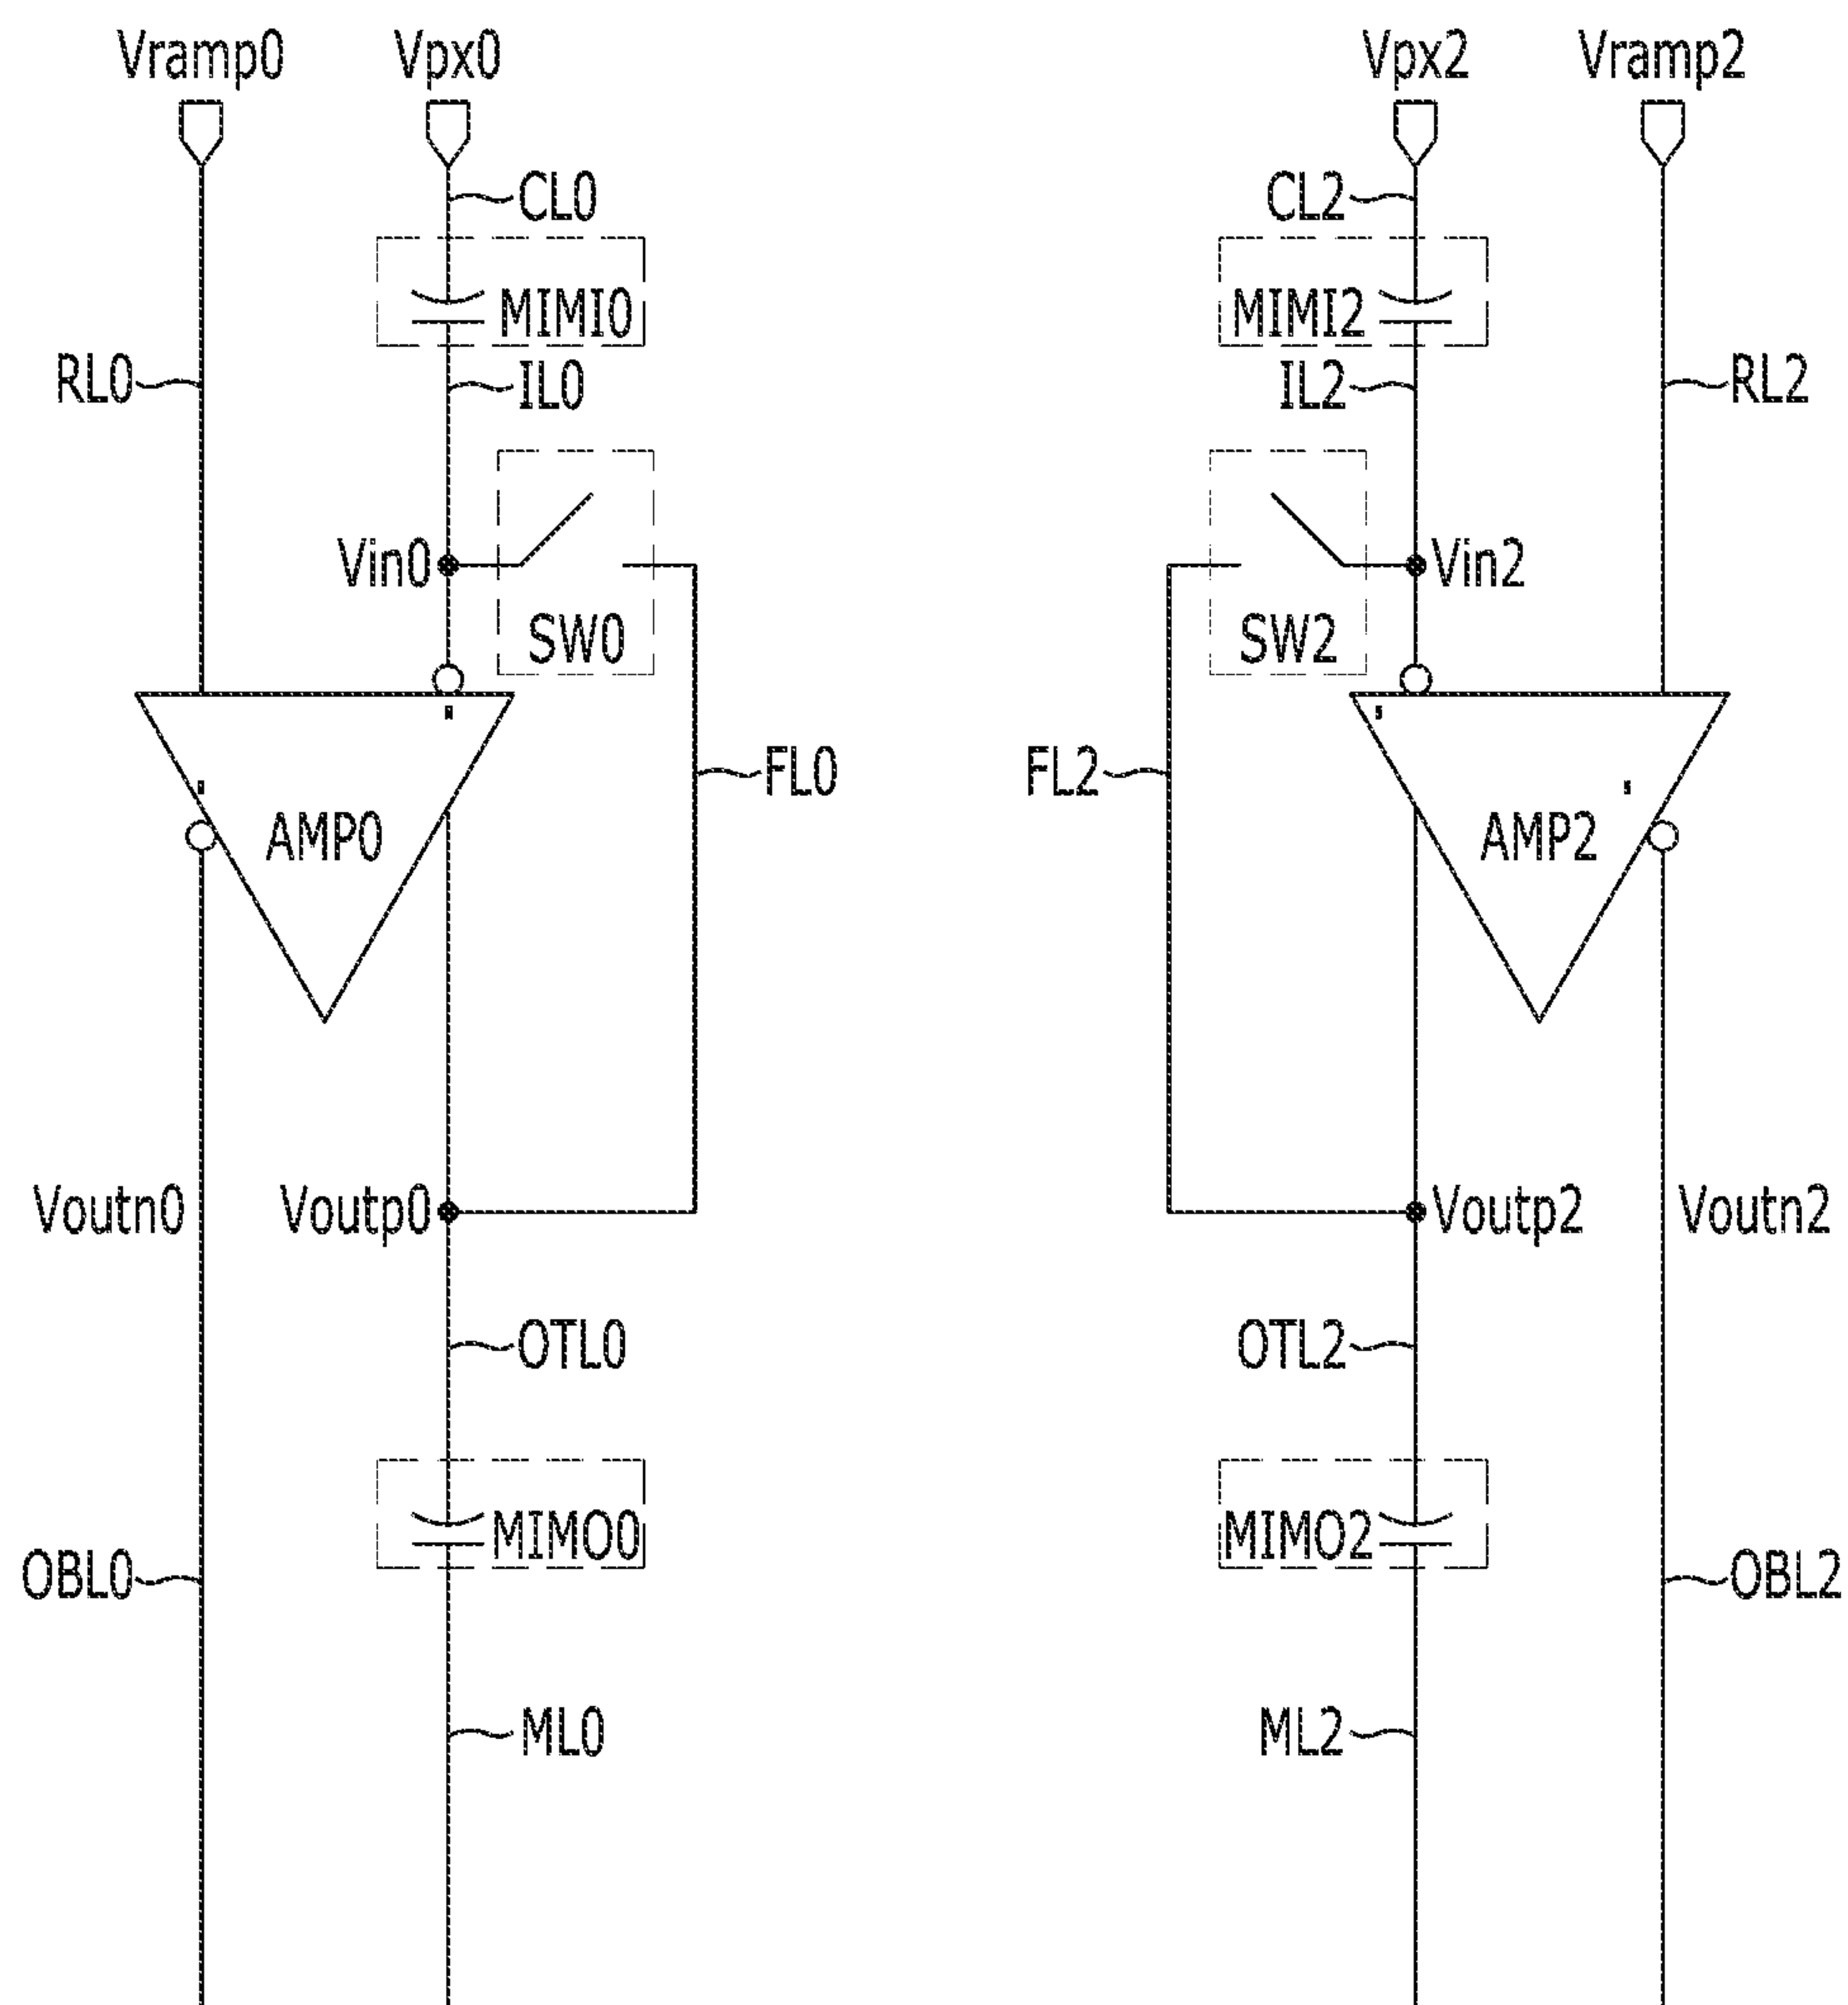 Vramp0 Vpx0 Vpx2 Vramp2
CL0 CL2
MIMI0 MIMI2
RL0 IL0 IL2 RL2
Vin0 Vin2
SW0 SW2
FL0 FL2
AMP0 AMP2
Voutn0 Voutp0 Voutp2 Voutn2
OTL0 OTL2
MIMO0 MIMO2
OBL0 OBL2
ML0 ML2